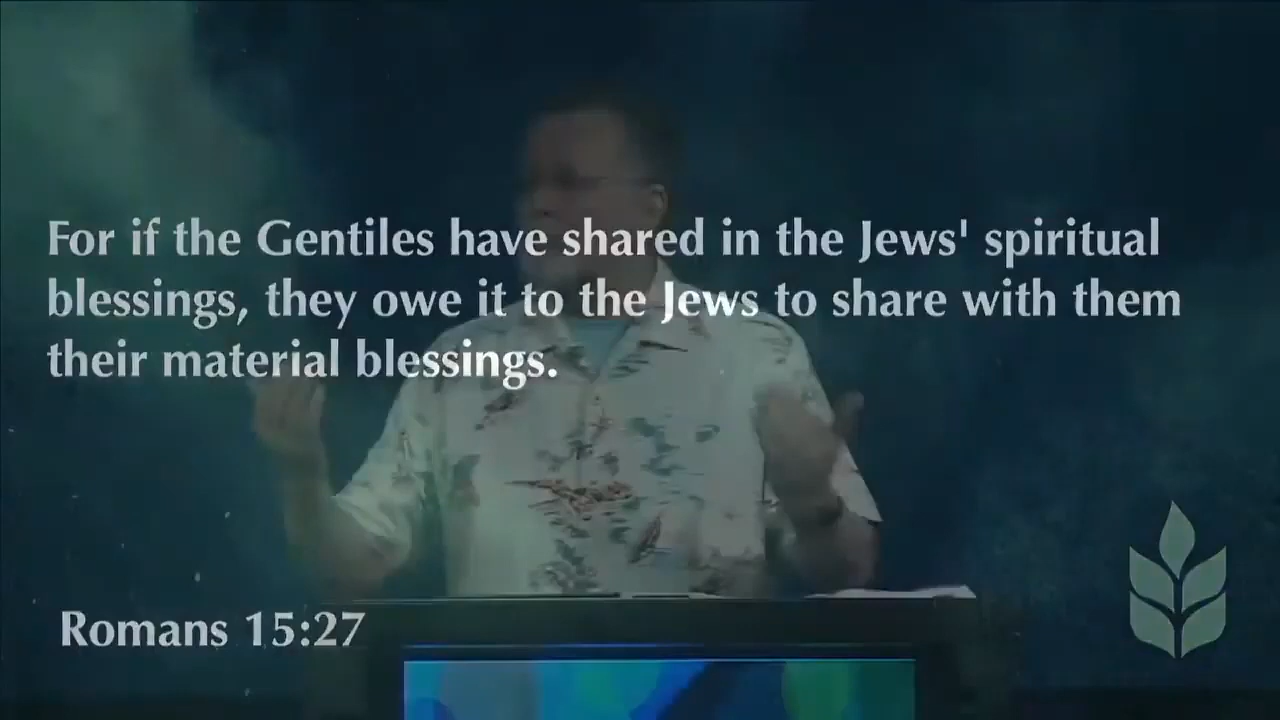 For if the Gentiles have shared in the Jews' spiritual
blessings, they owe it to the Jews to share with them
their material blessings.
Romans 15:27